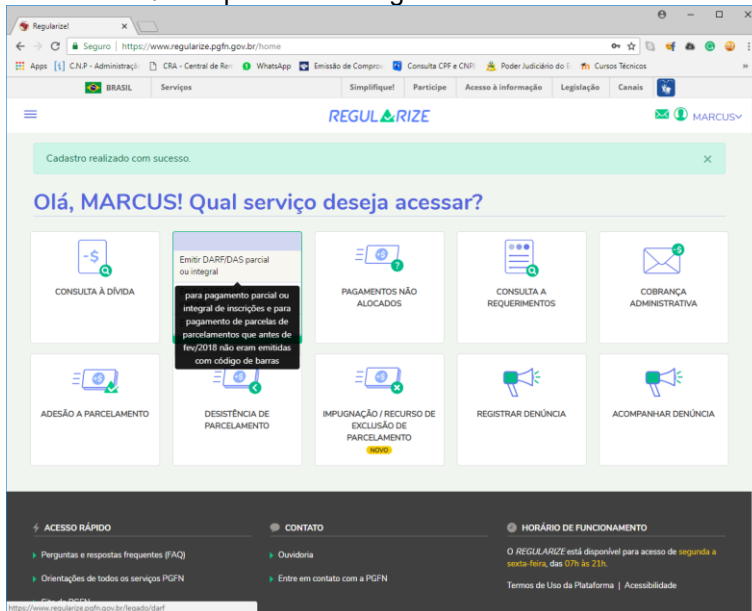 Regularize!
Seguro | https://www.regularize.pgfn.gov.br/home
Apps C.N.P - Administraçã CRA - Central de Rem WhatsApp Emissão de Compro Consulta CPF e CNPJ Poder Judiciário do E Cursos Técnicos
BRASIL Serviços Simplifique! Participe Acesso à informação Legislação Canais
REGULARIZE MARCUS
Cadastro realizado com sucesso.
Olá, MARCUS! Qual serviço deseja acessar?
Emitir DARF/DAS parcial
ou integral
CONSULTA À DÍVIDA
PAGAMENTOS NÃO
ALOCADOS
CONSULTA A
REQUERIMENTOS
COBRANÇA
ADMINISTRATIVA
para pagamento parcial ou
integral de inscrições e para
pagamento de parcelas de
parcelamentos que antes de
fev/2018 não eram emitidas
com código de barras
ADESÃO A PARCELAMENTO
DESISTÊNCIA DE
PARCELAMENTO
IMPUGNAÇÃO / RECURSO DE
EXCLUSÃO DE
PARCELAMENTO
NOVO
REGISTRAR DENÚNCIA
ACOMPANHAR DENÚNCIA
ACESSO RÁPIDO
Perguntas e respostas frequentes (FAQ)
Orientações de todos os serviços PGFN
CONTATO
Ouvidoria
Entre em contato com a PGFN
HORÁRIO DE FUNCIONAMENTO
O REGULARIZE está disponível para acesso de segunda a
sexta-feira, das 07h às 21h.
Termos de Uso da Plataforma | Acessibilidade
https://www.regularize.pgfn.gov.br/legado/darf